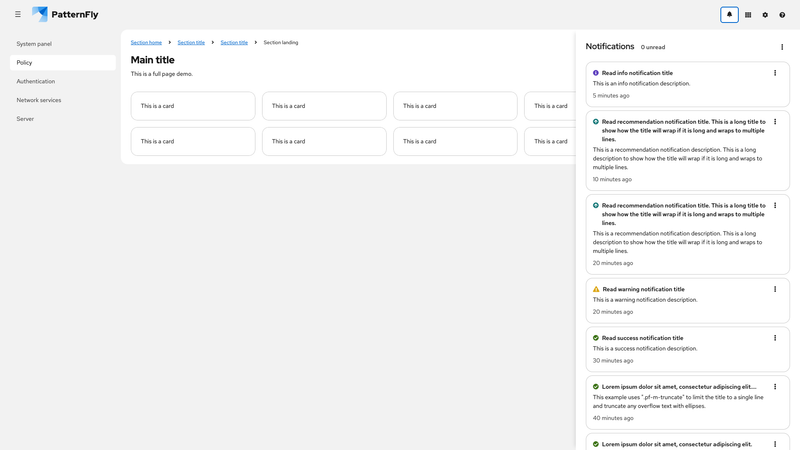 PatternFly
System panel
Policy
Authentication
Network services
Server
Section home
Section title
Section title
Section landing
Main title
This is a full page demo.
This is a card
This is a card
This is a card
This is a card
This is a card
This is a card
This is a card
This is a card
Notifications 0 unread
Read info notification title
This is an info notification description.
5 minutes ago
Read recommendation notification title. This is a long title to
show how the title will wrap if it is long and wraps to multiple
lines.
This is a recommendation notification description. This is a long
description to show how the title will wrap if it is long and wraps to
multiple lines.
10 minutes ago
Read recommendation notification title. This is a long title to
show how the title will wrap if it is long and wraps to multiple
lines.
This is a recommendation notification description. This is a long
description to show how the title will wrap if it is long and wraps to
multiple lines.
20 minutes ago
Read warning notification title
This is a warning notification description.
20 minutes ago
Read success notification title
This is a success notification description.
30 minutes ago
Lorem ipsum dolor sit amet, consectetur adipiscing elit....
This example uses ".pf-m-truncate" to limit the title to a single line
and truncate any overflow text with ellipses.
40 minutes ago
Lorem ipsum dolor sit amet, consectetur adipiscing elit.